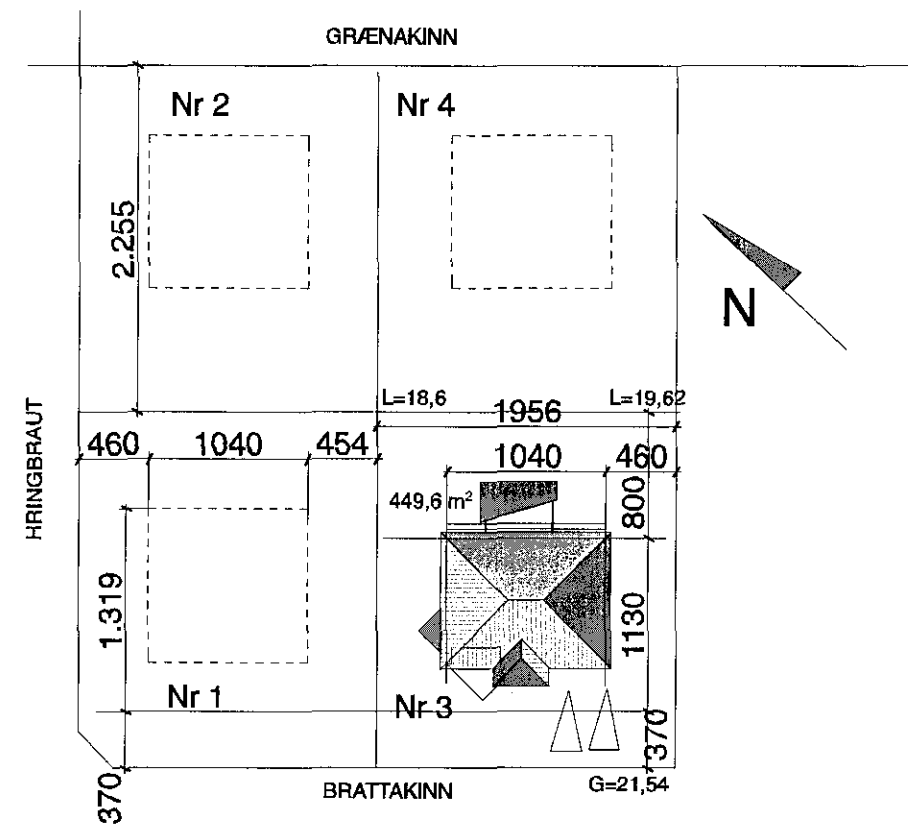 GRÆNAKINN
Nr 2
Nr 4
2.255
N
L=18,6
L=19,62
1956
460
1040
454
1040
460
HRINGBRAUT
449,6 m²
800
1.319
1130
Nr 1
Nr 3
370
370
BRATTAKINN
G=21,54